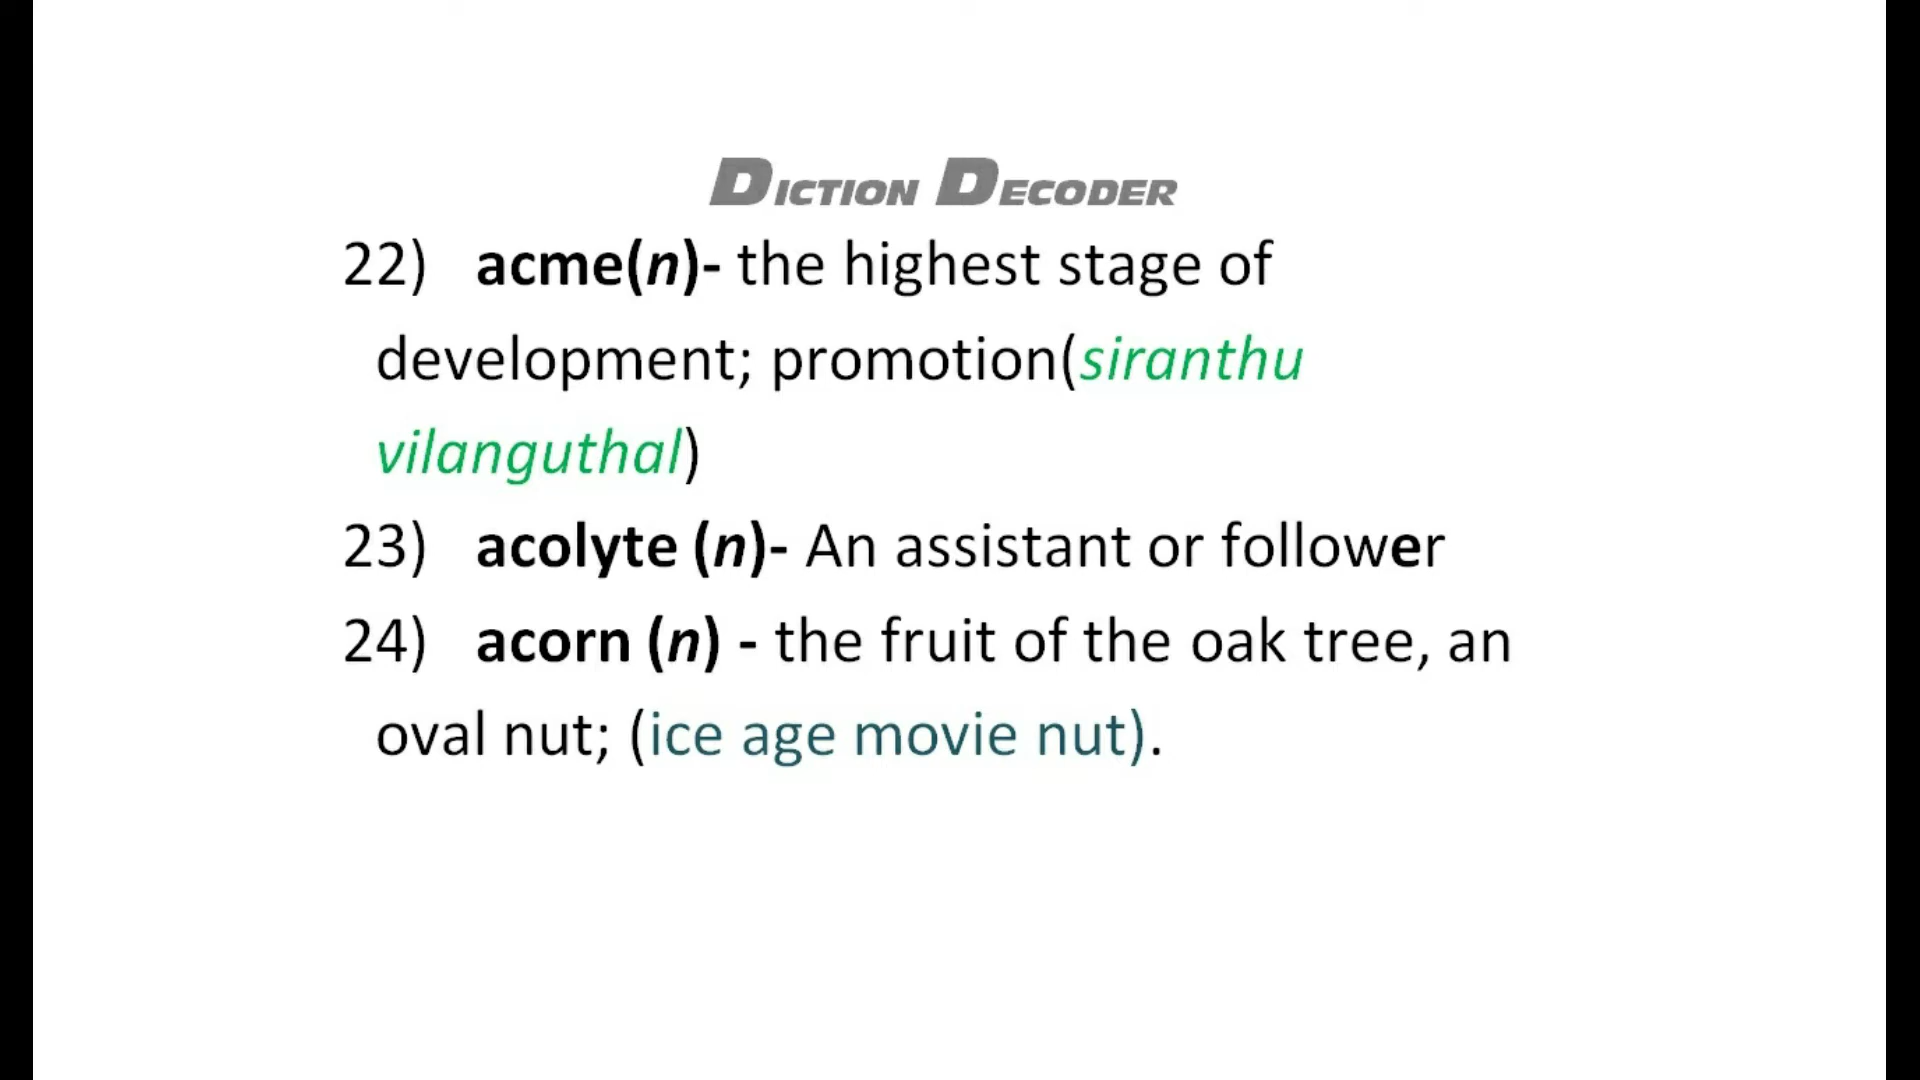 DICTION DECODER
22) acme(n)- the highest stage of
development; promotion(siranthu
vilanguthal)
23) acolyte (n)- An assistant or follower
24) acorn (n) - the fruit of the oak tree, an
oval nut; (ice age movie nut).